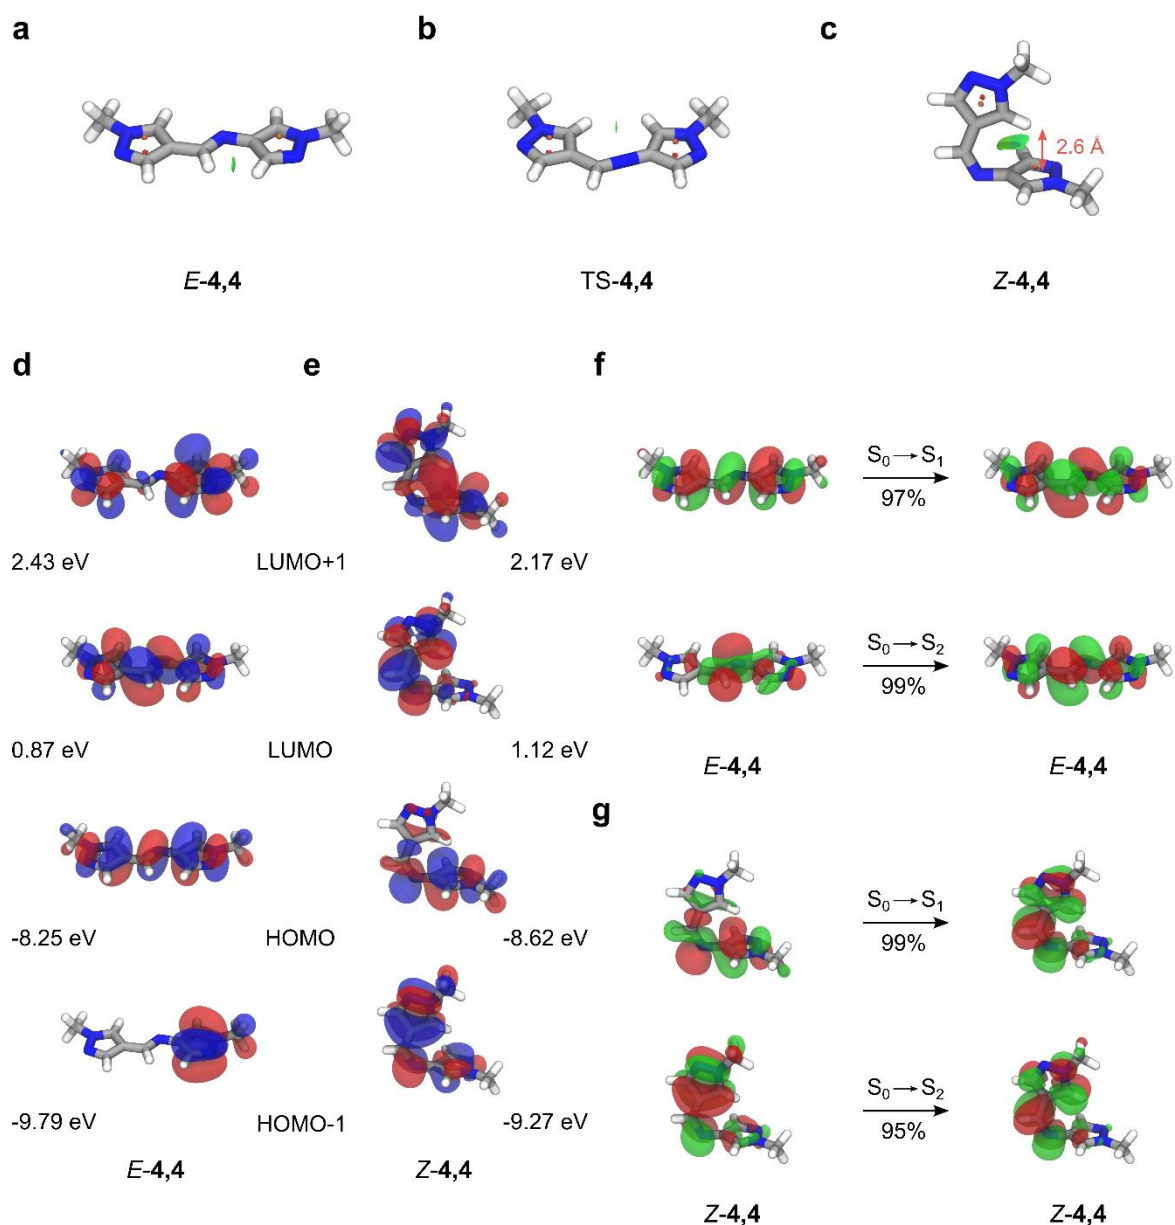 a
b
c
2.6 Å
E-4,4
TS-4,4
Z-4,4
d
e
f
S0→S1
97%
2.43 eV
LUMO+1
2.17 eV
S0→S2
99%
0.87 eV
LUMO
1.12 eV
E-4,4
E-4,4
g
S0→S1
99%
-8.25 eV
HOMO
-8.62 eV
S0→S2
95%
-9.79 eV
HOMO-1
-9.27 eV
E-4,4
Z-4,4
Z-4,4
Z-4,4